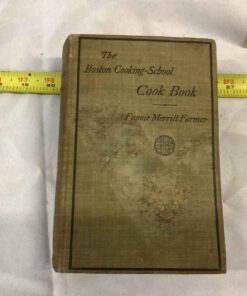 The
Boston Cooking-School
Cook Book
Fannie Merritt Farmer